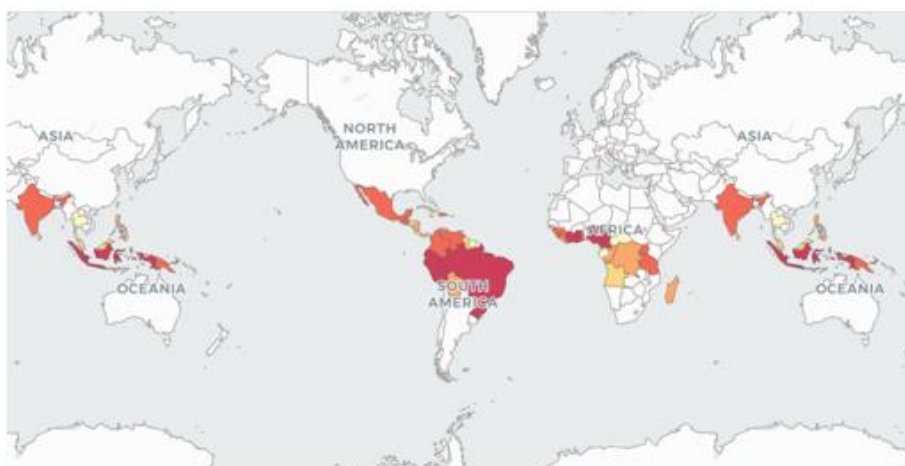 ASIA
NORTH
AMERICA
ASIA
AFRICA
OCEANIA
SOUTH
AMERICA
OCEANIA